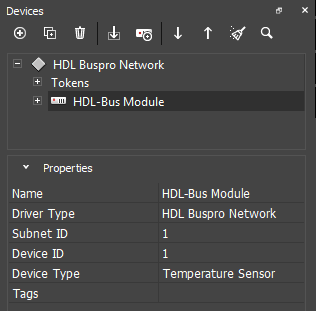 Devices
HDL Buspro Network
Tokens
HDL-Bus Module
Properties
Name HDL-Bus Module
Driver Type HDL Buspro Network
Subnet ID 1
Device ID 1
Device Type Temperature Sensor
Tags